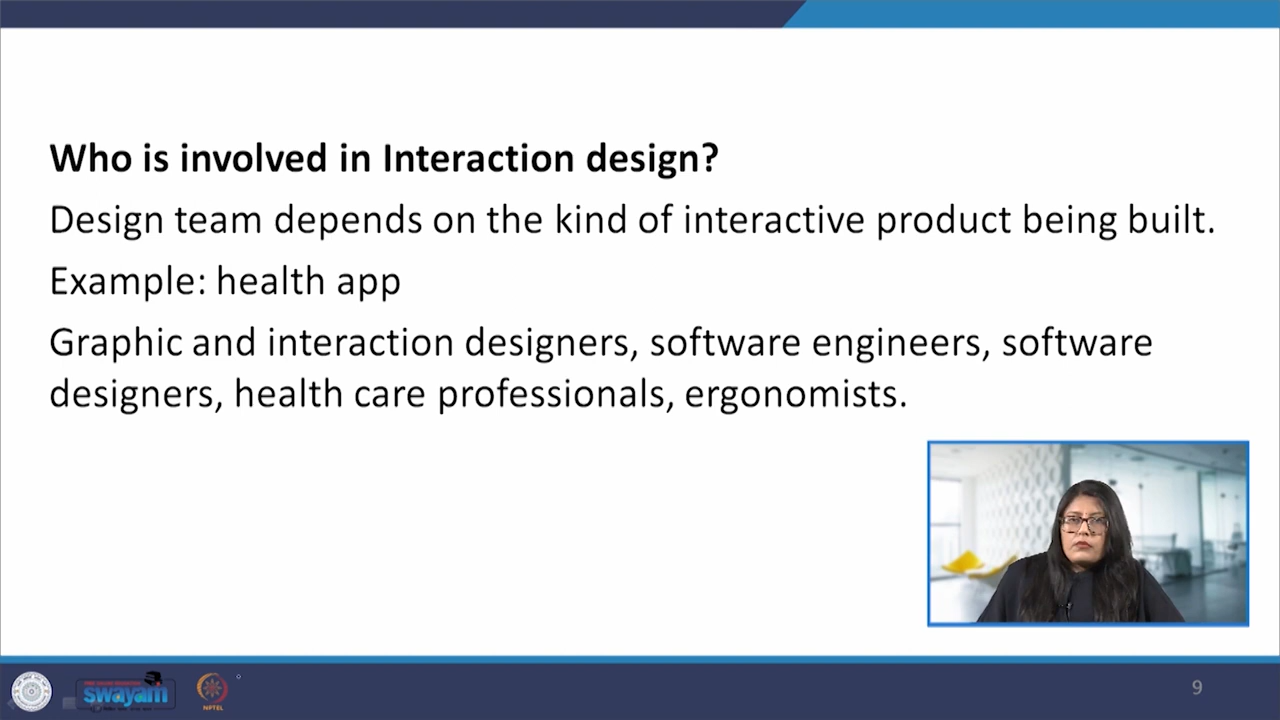 Who is involved in Interaction design?
Design team depends on the kind of interactive product being built.
Example: health app
Graphic and interaction designers, software engineers, software
designers, health care professionals, ergonomists.
swayam
NPTEL
9